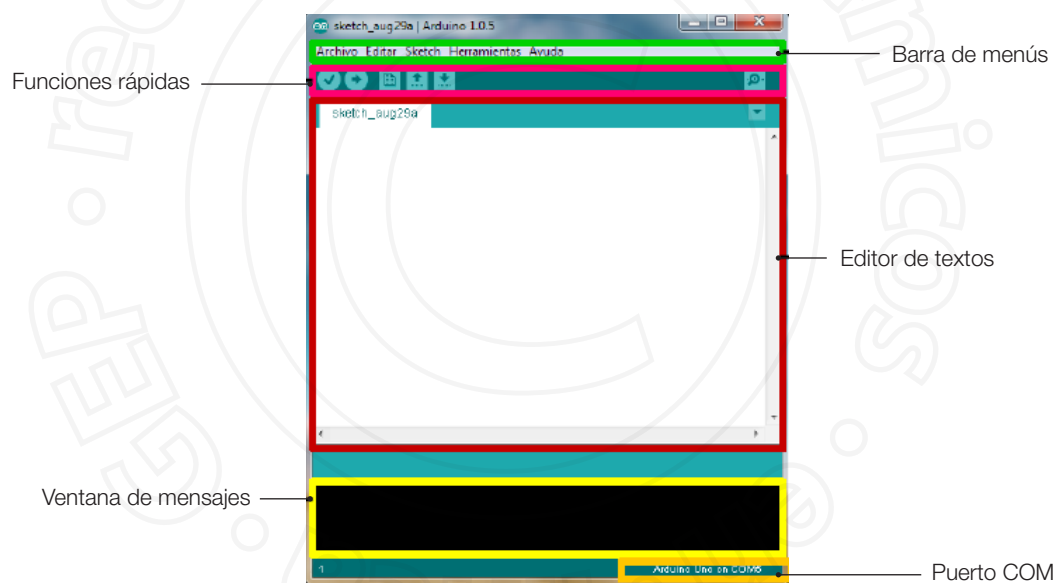 sketch_aug29a | Arduino 1.0.5
Archivo Editar Sketch Herramientas Ayuda
Barra de menús
Funciones rápidas
sketch_aug29a
Editor de textos
Ventana de mensajes
1
Arduino Uno on COM6
Puerto COM